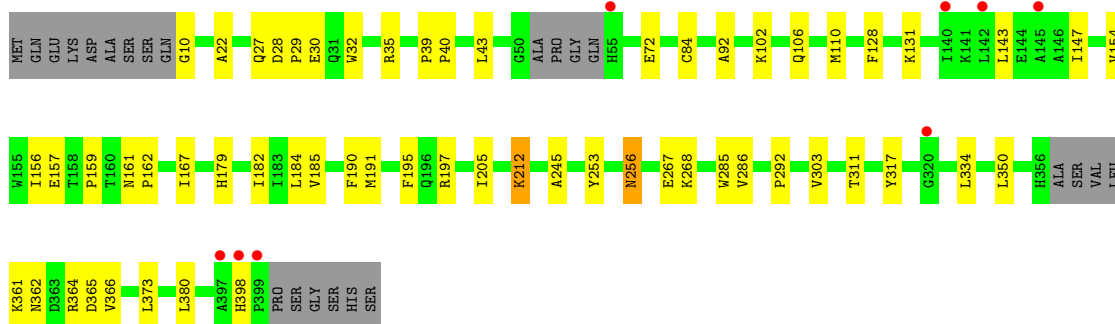 MET GLN GLU LYS ASP ALA SER SER GLN G10 A22 Q27 D28 P29 E30 Q31 W32 R35 P39 P40 L43 G50 ALA PRO GLY GLN H55 E72 C84 A92 K102 Q106 M110 F128 K131 I140 K141 L142 L143 E144 A145 A146 I147 V154
W155 I156 E157 T158 P159 T160 N161 P162 I167 H179 I182 I183 L184 V185 F190 M191 F195 Q196 R197 I205 K212 A245 Y253 N256 E267 K268 W285 V286 P292 V303 T311 Y317 G320 L334 L350 H356 ALA SER VAL LEU
K361 N362 D363 R364 D365 V366 L373 L380 A397 H398 P399 PRO SER GLY SER HIS SER